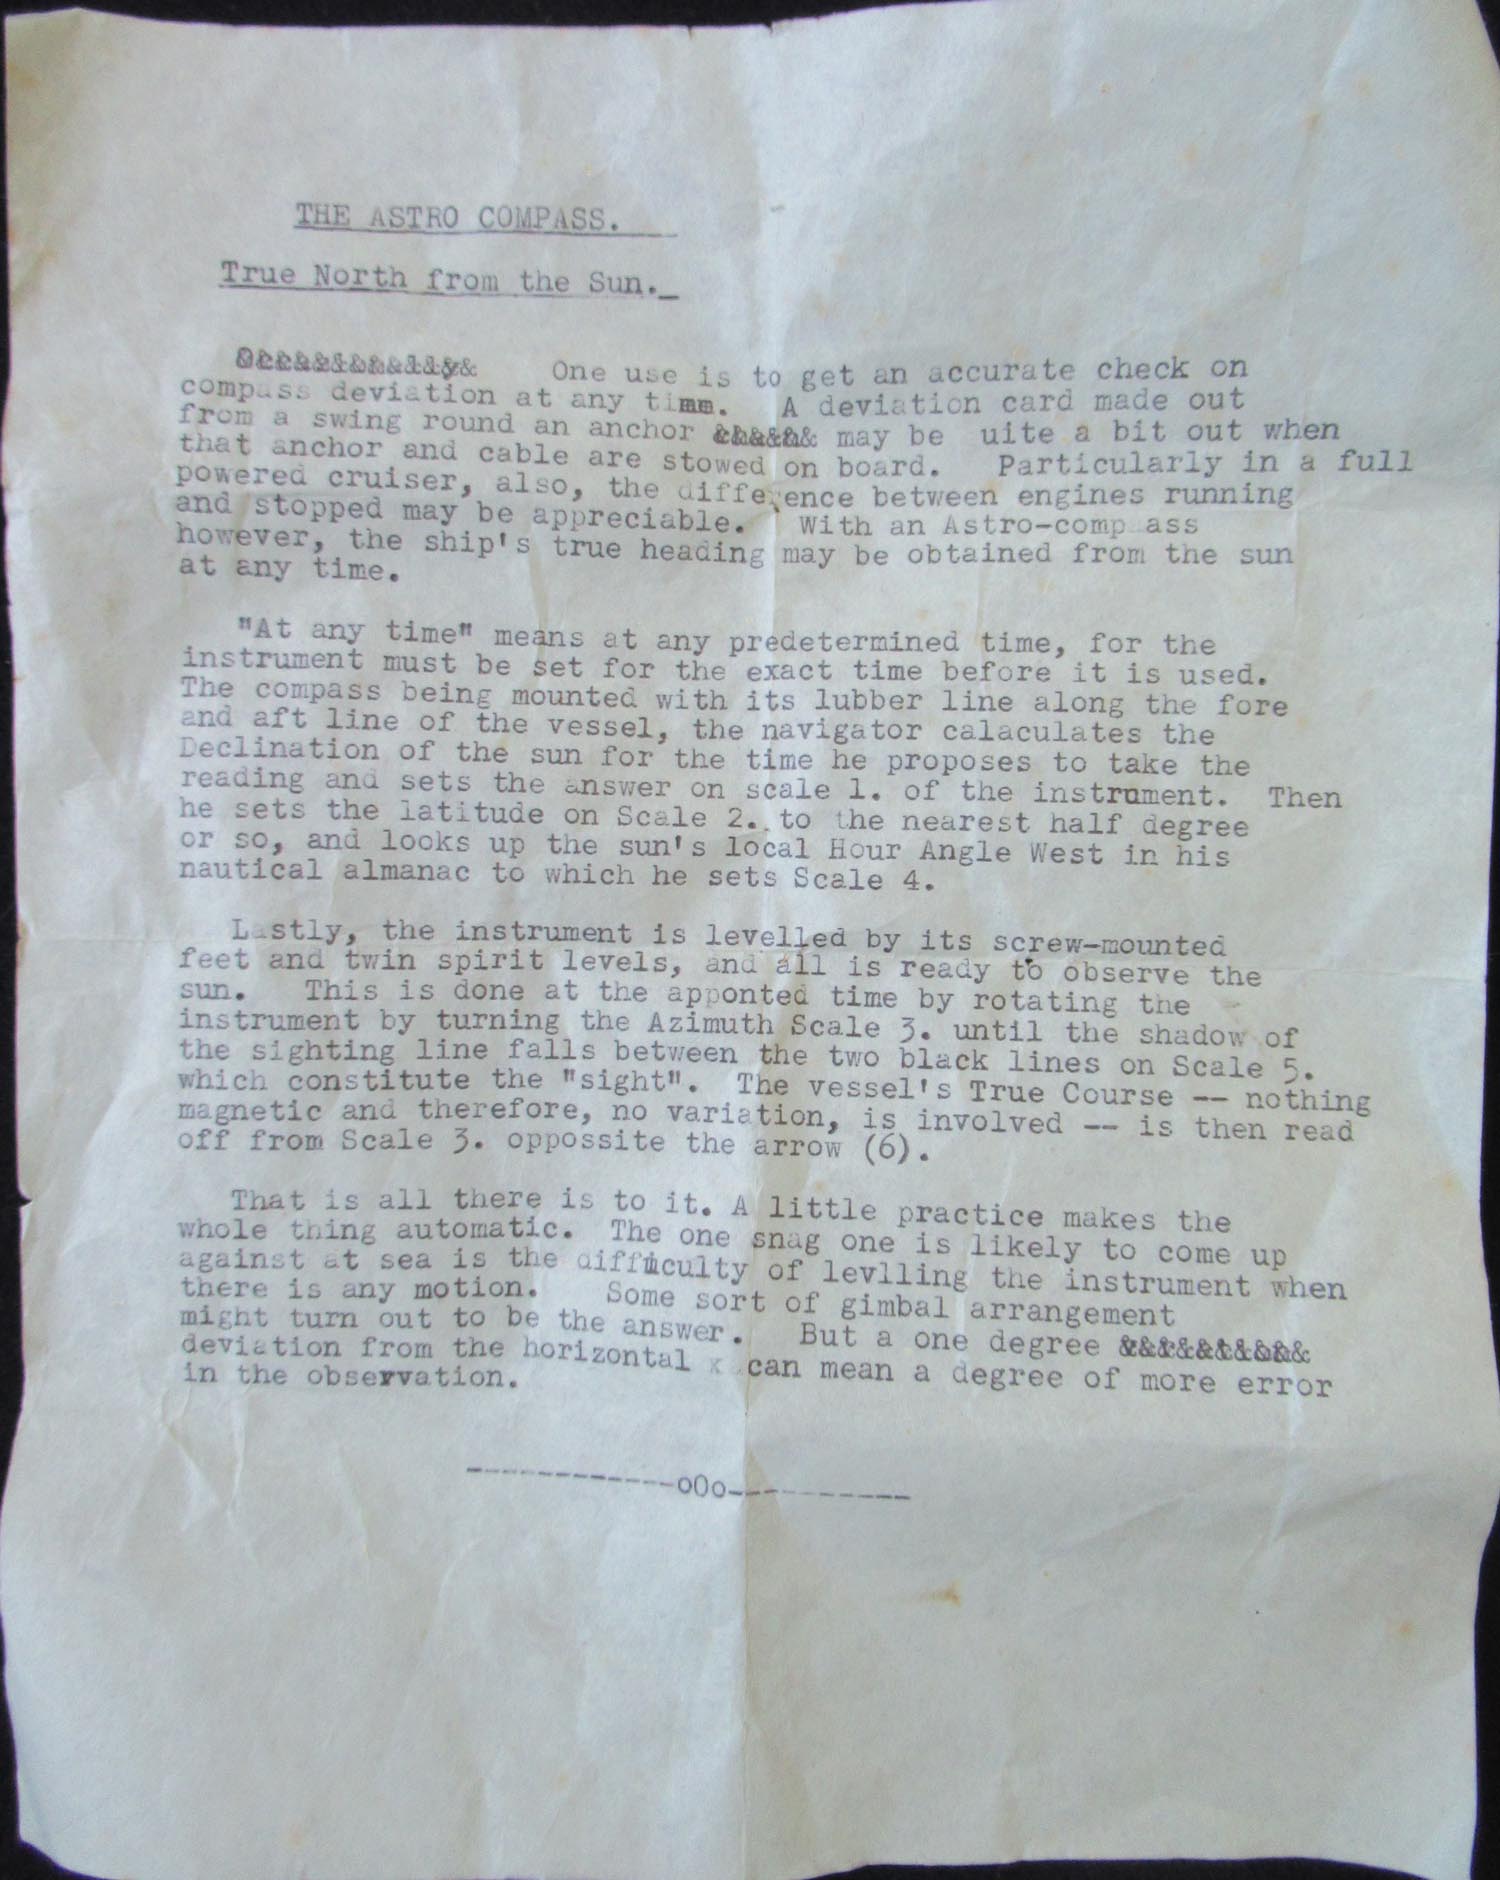 THE ASTRO COMPASS.
True North from the Sun.
One use is to get an accurate check on
compass deviation at any time. A deviation card made out
from a swing round an anchor may be uite a bit out when
that anchor and cable are stowed on board. Particularly in a full
powered cruiser, also, the difference between engines running
and stopped may be appreciable. With an Astro-comp ass
however, the ship's true heading may be obtained from the sun
at any time.
"At any time" means at any predetermined time, for the
instrument must be set for the exact time before it is used.
The compass being mounted with its lubber line along the fore
and aft line of the vessel, the navigator calaculates the
Declination of the sun for the time he proposes to take the
reading and sets the answer on scale 1. of the instrument. Then
he sets the latitude on Scale 2. to the nearest half degree
or so, and looks up the sun's local Hour Angle West in his
nautical almanac to which he sets Scale 4.
Lastly, the instrument is levelled by its screw-mounted
feet and twin spirit levels, and all is ready to observe the
sun. This is done at the apponted time by rotating the
instrument by turning the Azimuth Scale 3. until the shadow of
the sighting line falls between the two black lines on Scale 5.
which constitute the "sight". The vessel's True Course -- nothing
magnetic and therefore, no variation, is involved -- is then read
off from Scale 3. oppossite the arrow (6).
That is all there is to it. A little practice makes the
whole thing automatic. The one snag one is likely to come up
against at sea is the difficulty of levlling the instrument when
there is any motion. Some sort of gimbal arrangement
might turn out to be the answer. But a one degree
deviation from the horizontal x can mean a degree of more error
in the observation.
------------oOo-----------